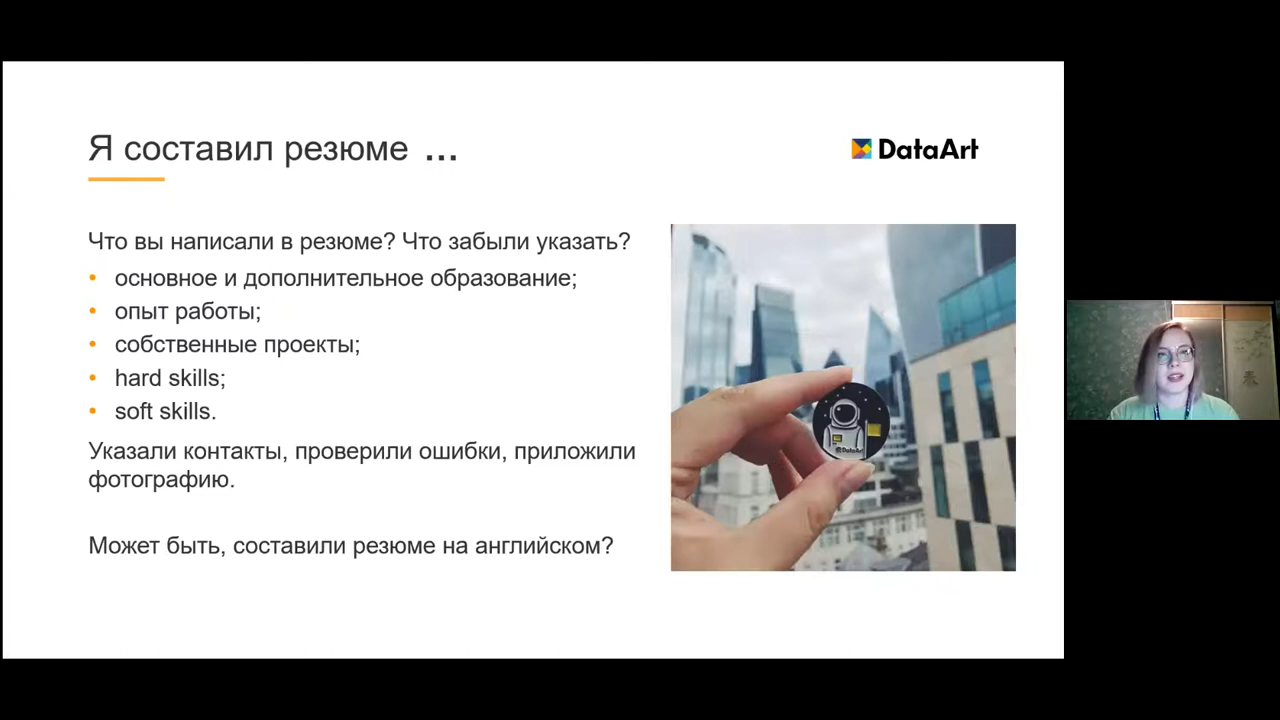 Я составил резюме ...
DataArt
Что вы написали в резюме? Что забыли указать?
• основное и дополнительное образование;
• опыт работы;
• собственные проекты;
• hard skills;
• soft skills.
Указали контакты, проверили ошибки, приложили
фотографию.
Может быть, составили резюме на английском?
DataArt